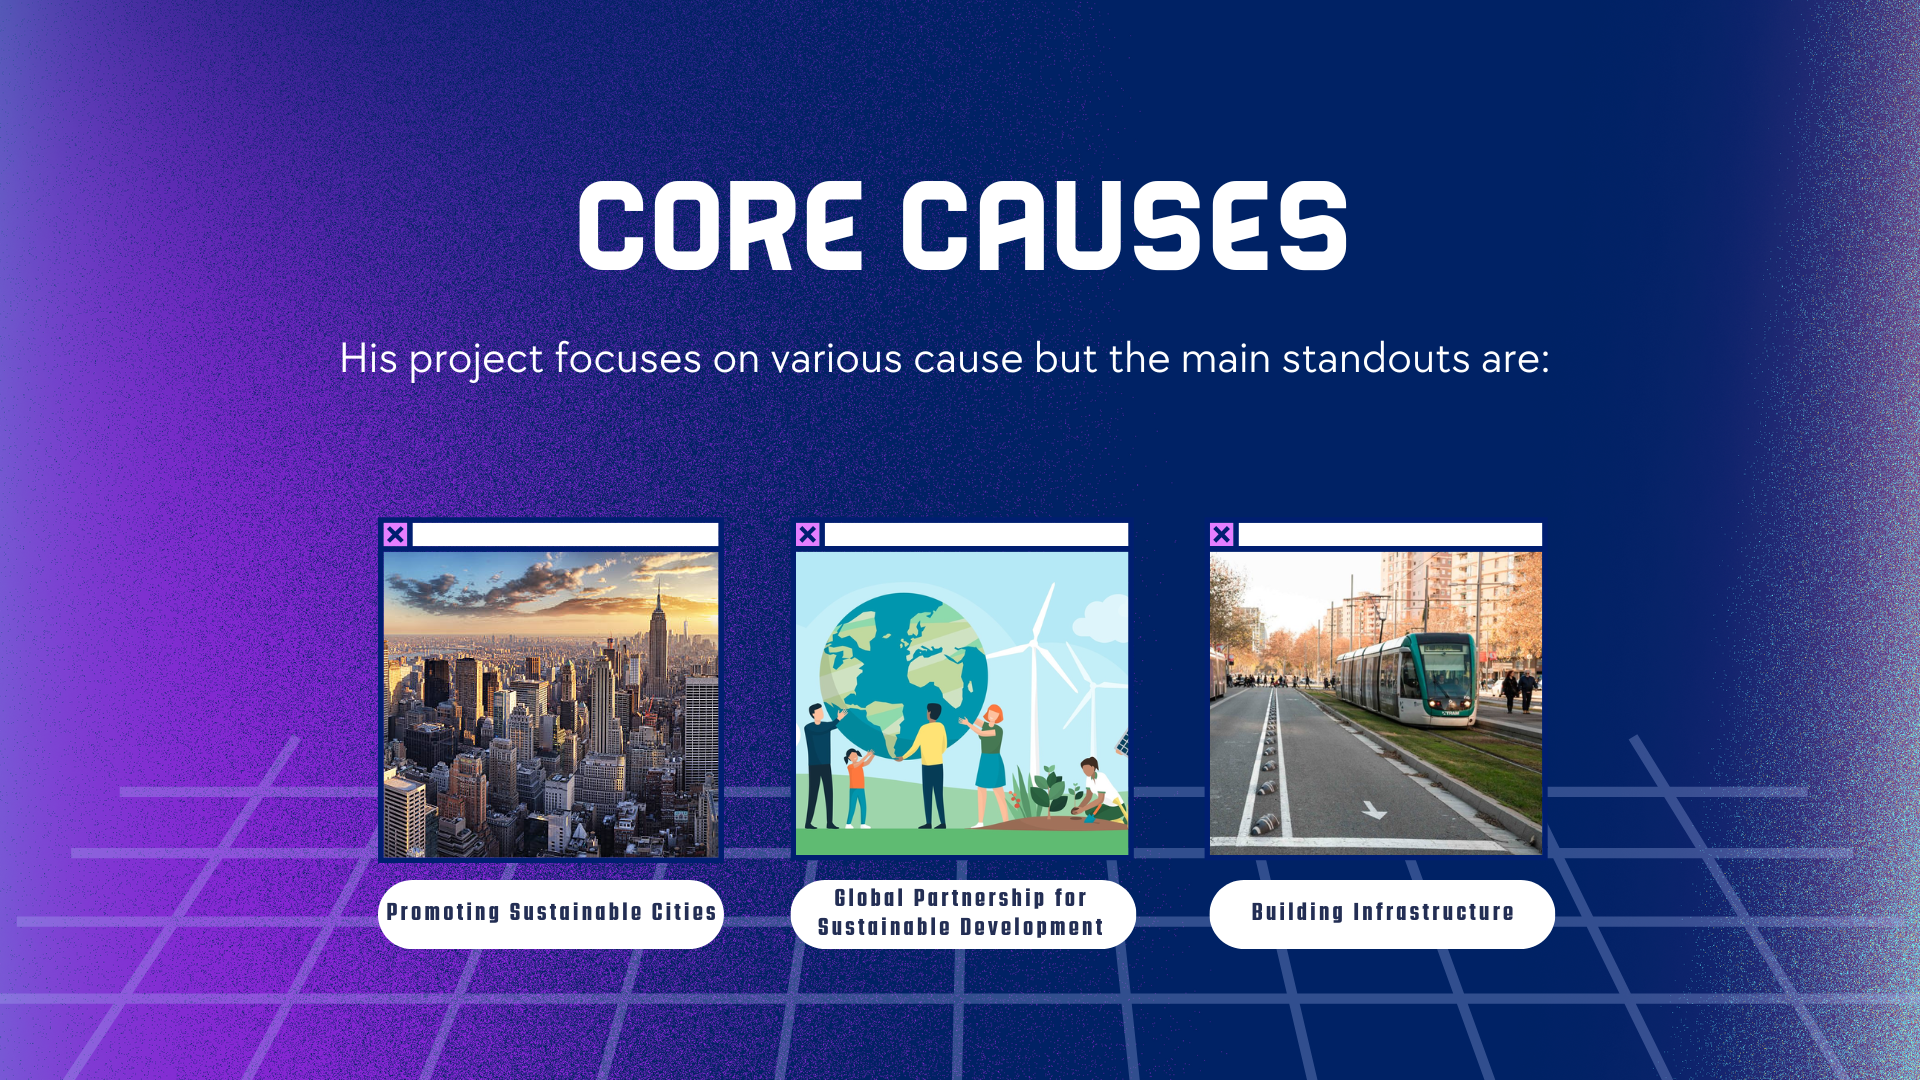 CORE CAUSES
His project focuses on various cause but the main standouts are:
Promoting Sustainable Cities
Global Partnership for
Sustainable Development
Building Infrastructure